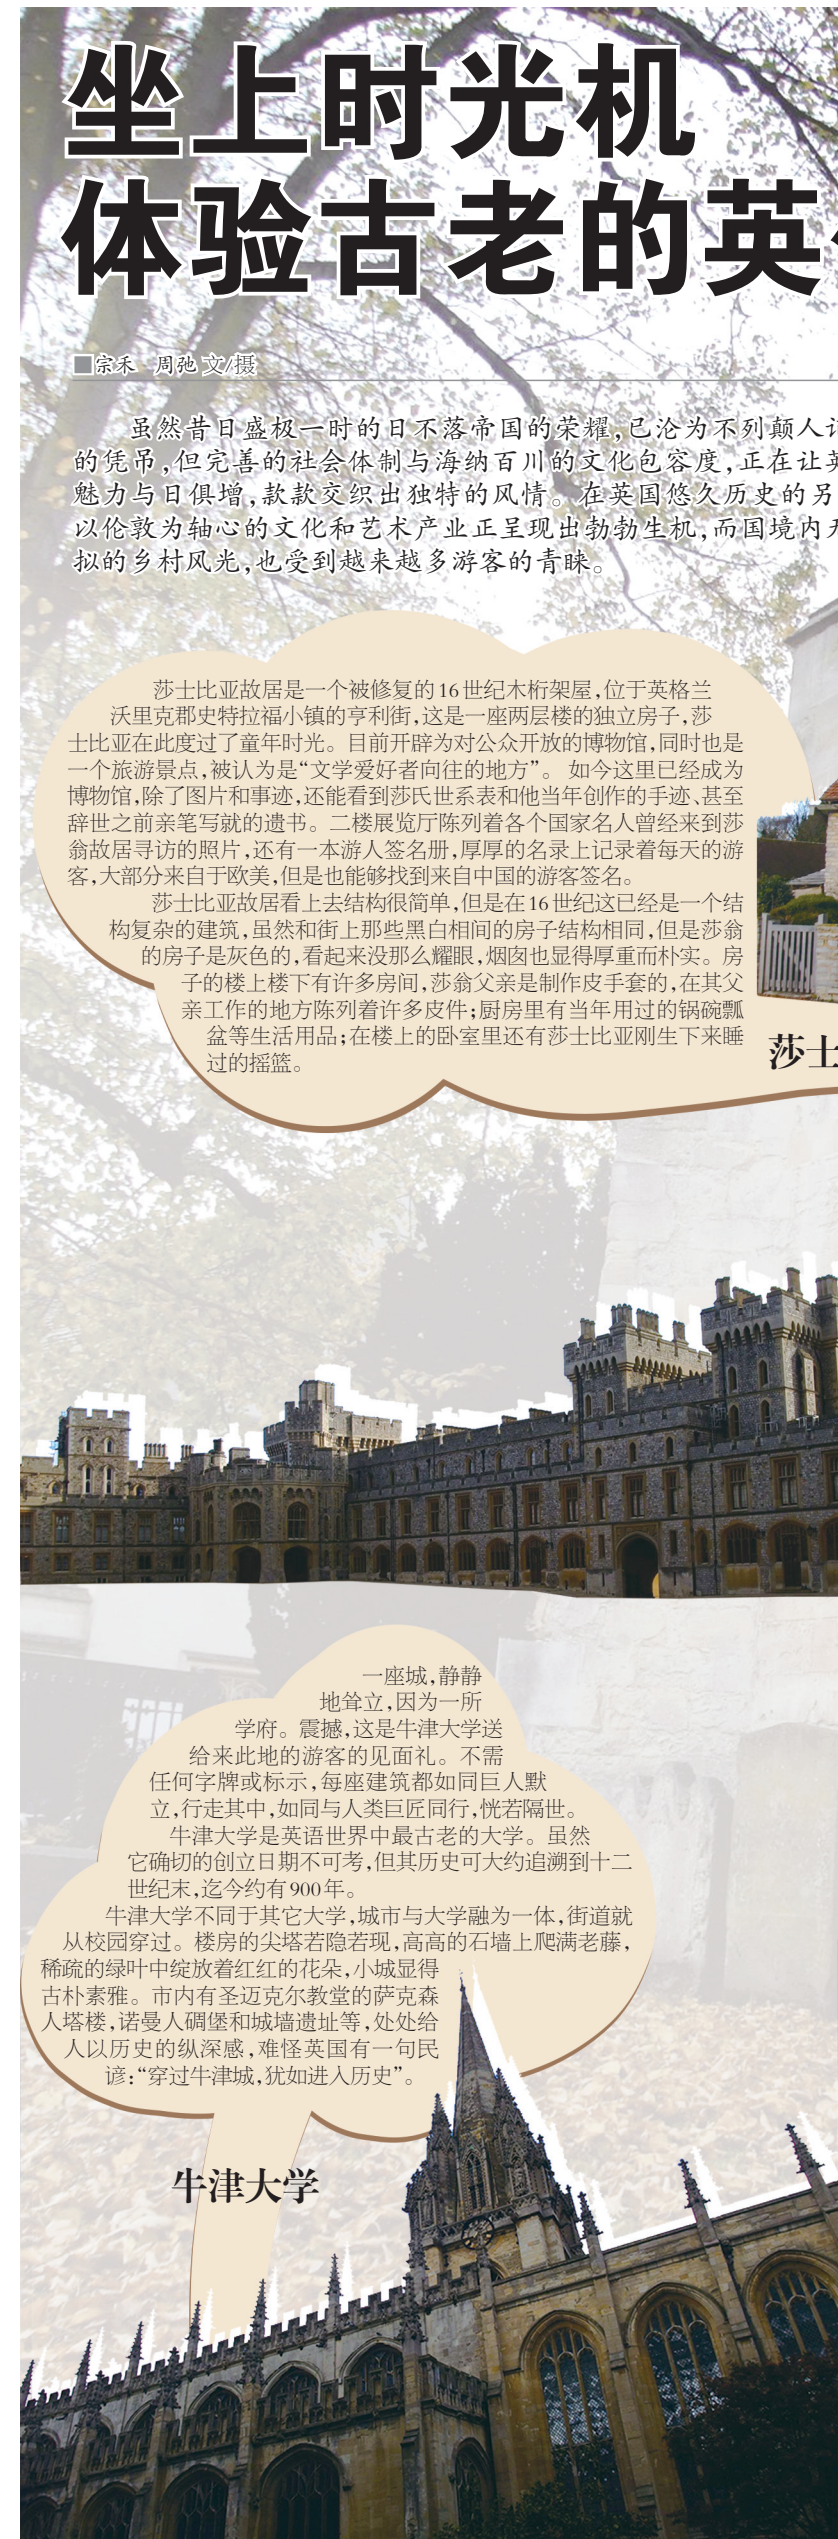 坐上时光机
体验古老的英
■宗禾 周弛 文/摄
虽然昔日盛极一时的日不落帝国的荣耀,已沦为不列颠人
的凭吊,但完善的社会体制与海纳百川的文化包容度,正在让英
魅力与日俱增,款款交织出独特的风情。在英国悠久历史的另
以伦敦为轴心的文化和艺术产业正呈现出勃勃生机,而国境内无
拟的乡村风光,也受到越来越多游客的青睐。
莎士比亚故居是一个被修复的16世纪木桁架屋,位于英格兰
沃里克郡史特拉福小镇的亨利街,这是一座两层楼的独立房子,莎
士比亚在此度过了童年时光。目前开辟为对公众开放的博物馆,同时也是
一个旅游景点,被认为是“文学爱好者向往的地方”。 如今这里已经成为
博物馆,除了图片和事迹,还能看到莎氏世系表和他当年创作的手迹、甚至
辞世之前亲笔写就的遗书。二楼展览厅陈列着各个国家名人曾经来到莎
翁故居寻访的照片,还有一本游人签名册,厚厚的名录上记录着每天的游
客,大部分来自于欧美,但是也能够找到来自中国的游客签名。
莎士比亚故居看上去结构很简单,但是在16世纪这已经是一个结
构复杂的建筑,虽然和街上那些黑白相间的房子结构相同,但是莎翁
的房子是灰色的,看起来没那么耀眼,烟囱也显得厚重而朴实。房
子的楼上楼下有许多房间,莎翁父亲是制作皮手套的,在其父
亲工作的地方陈列着许多皮件;厨房里有当年用过的锅碗瓢
盆等生活用品;在楼上的卧室里还有莎士比亚刚生下来睡
过的摇篮。
莎士
一座城,静静
地耸立,因为一所
学府。震撼,这是牛津大学送
给来此地的游客的见面礼。不需
任何字牌或标示,每座建筑都如同巨人默
立,行走其中,如同与人类巨匠同行,恍若隔世。
牛津大学是英语世界中最古老的大学。虽然
它确切的创立日期不可考,但其历史可大约追溯到十二
世纪末,迄今约有900年。
牛津大学不同于其它大学,城市与大学融为一体,街道就
从校园穿过。楼房的尖塔若隐若现,高高的石墙上爬满老藤,
稀疏的绿叶中绽放着红红的花朵,小城显得
古朴素雅。市内有圣迈克尔教堂的萨克森
人塔楼,诺曼人碉堡和城墙遗址等,处处给
人以历史的纵深感,难怪英国有一句民
谚:“穿过牛津城,犹如进入历史”。
牛津大学